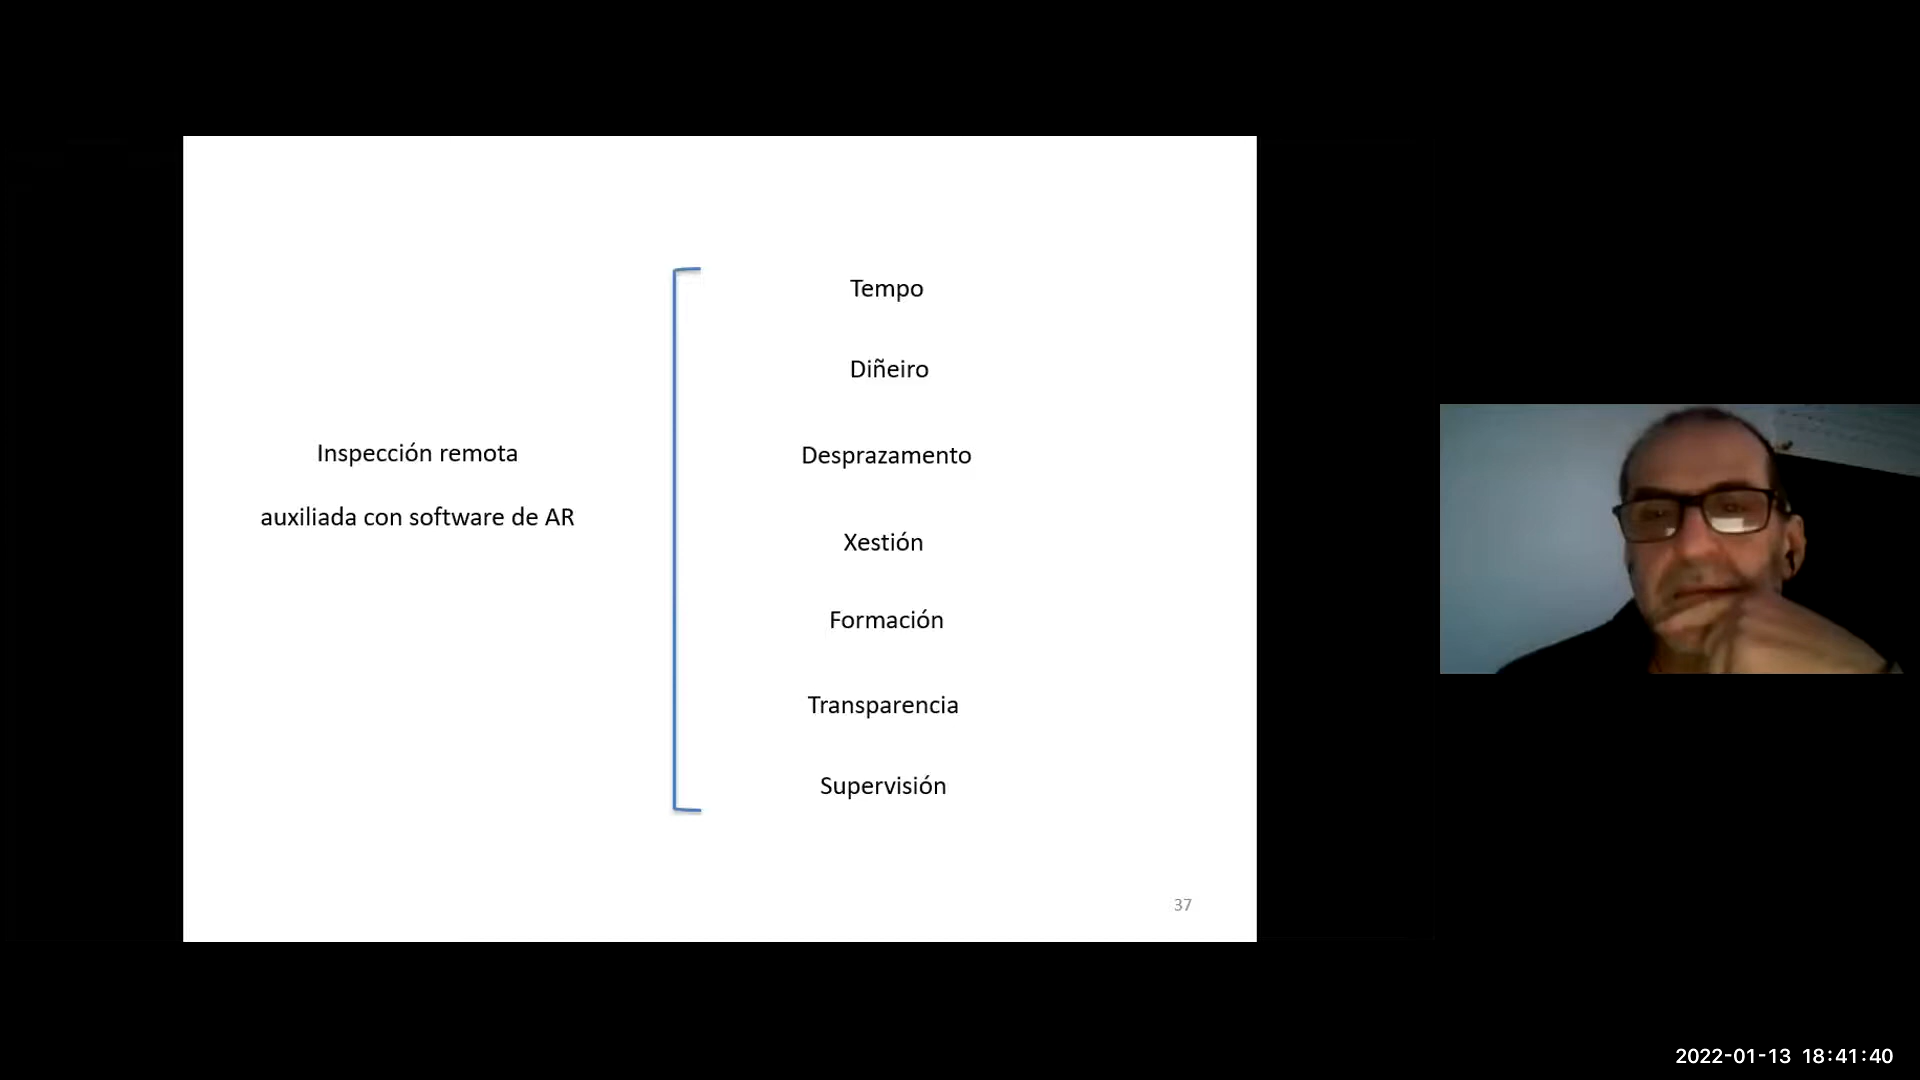 Inspección remota
auxiliada con software de AR
Tempo
Diñeiro
Desprazamento
Xestión
Formación
Transparencia
Supervisión
37
2022-01-13 18:41:40